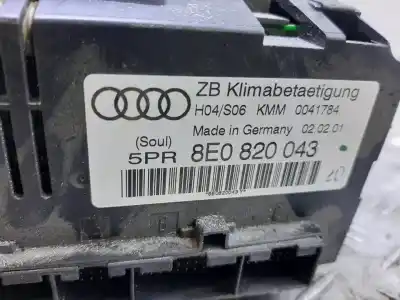 ZB Klimabetaetigung
H04/S06 KMM 0041784
Made in Germany 02.02.01
(Soul)
5PR 8E0 820 043